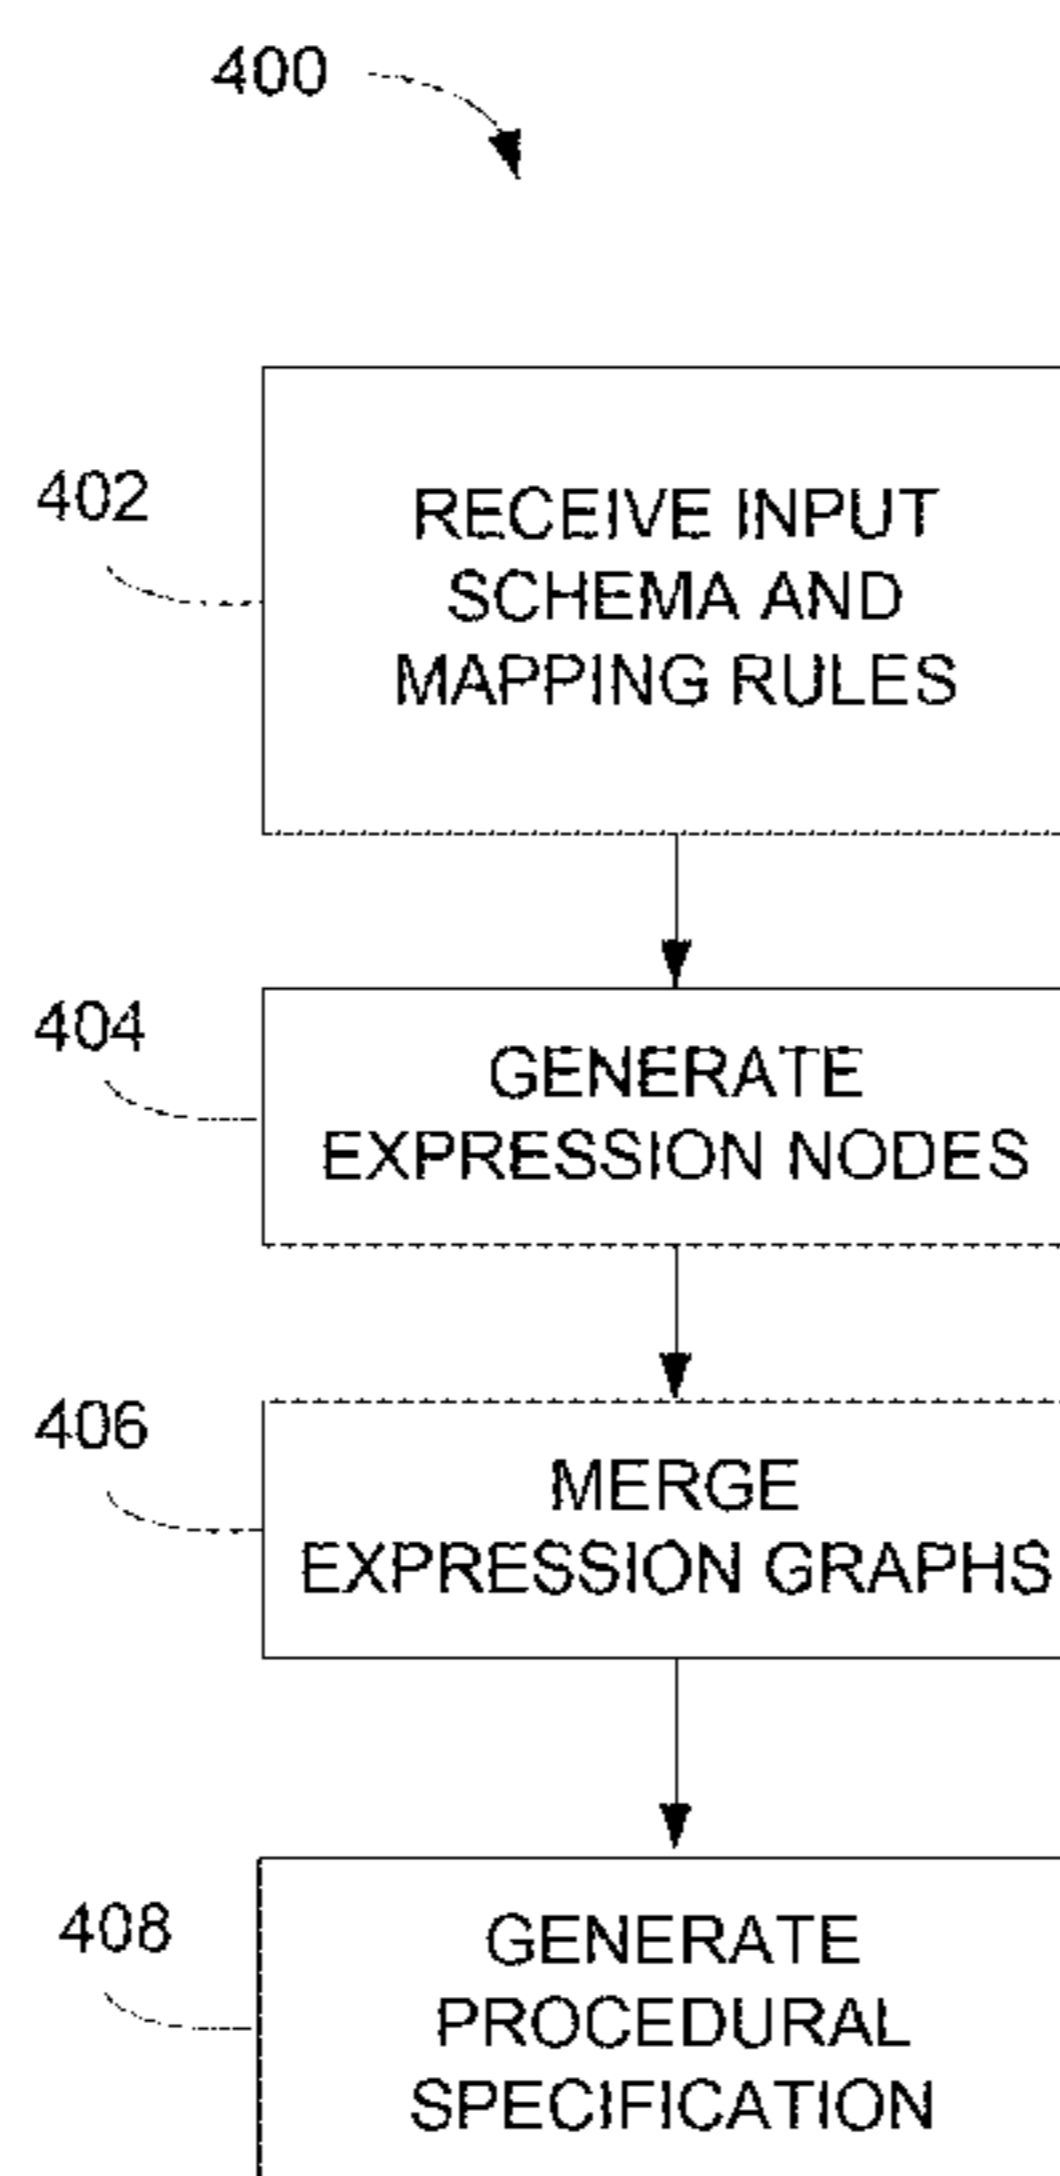 400
402
RECEIVE INPUT
SCHEMA AND
MAPPING RULES
404
GENERATE
EXPRESSION NODES
406
MERGE
EXPRESSION GRAPHS
408
GENERATE
PROCEDURAL
SPECIFICATION